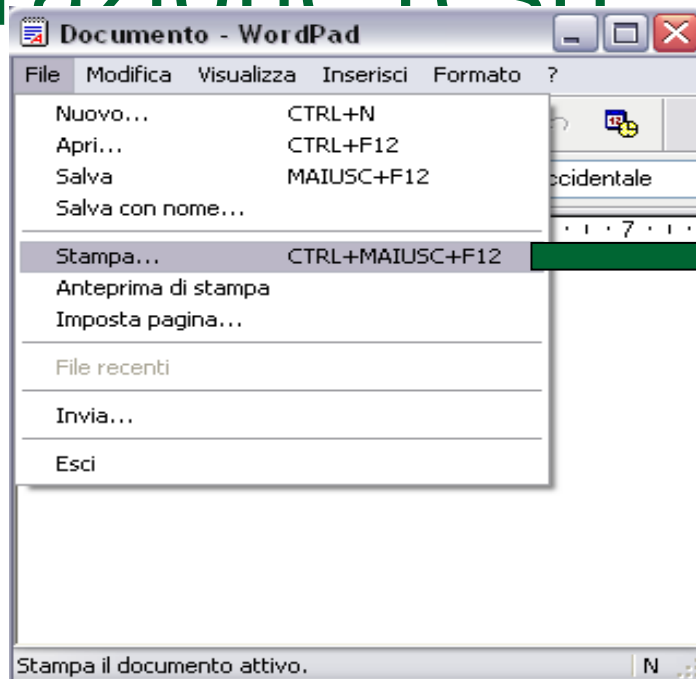 Documento - WordPad
File Modifica Visualizza Inserisci Formato ?
Nuovo... CTRL+N
Apri... CTRL+F12
Salva MAIUSC+F12
Salva con nome...
ccidentale
7
Stampa... CTRL+MAIUSC+F12
Anteprima di stampa
Imposta pagina...
File recenti
Invia...
Esci
Stampa il documento attivo.
N